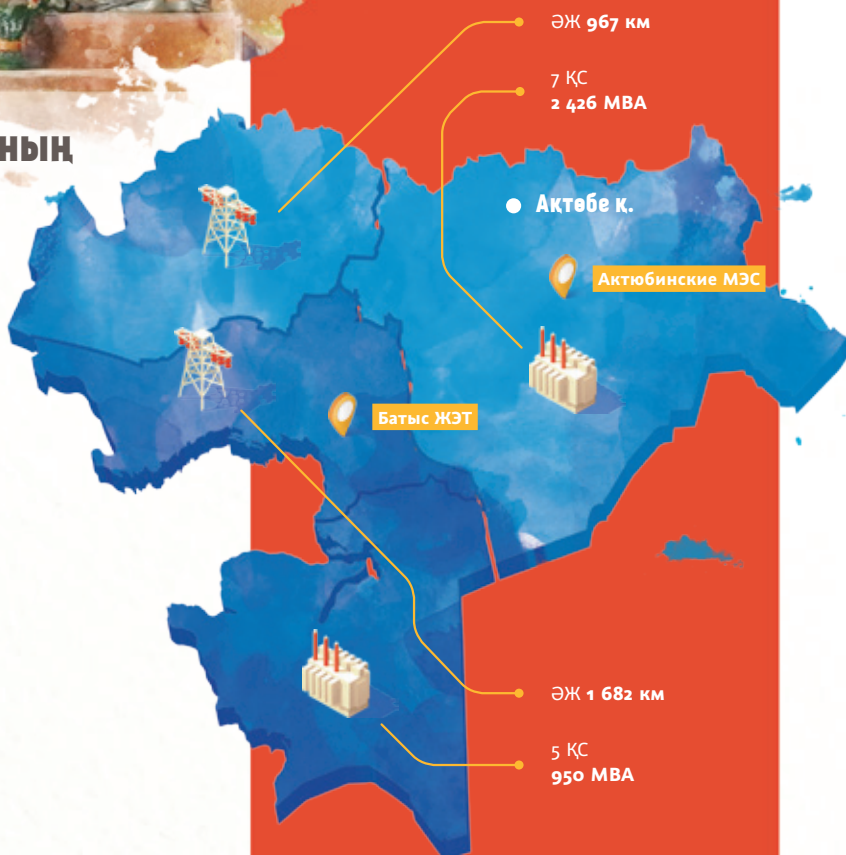 ӘЖ 967 км
7 ҚС
2 426 МВА
ның
Ақтөбе қ.
Актюбинские МЭС
Батыс ЖЭТ
ӘЖ 1 682 км
5 ҚС
950 МВА